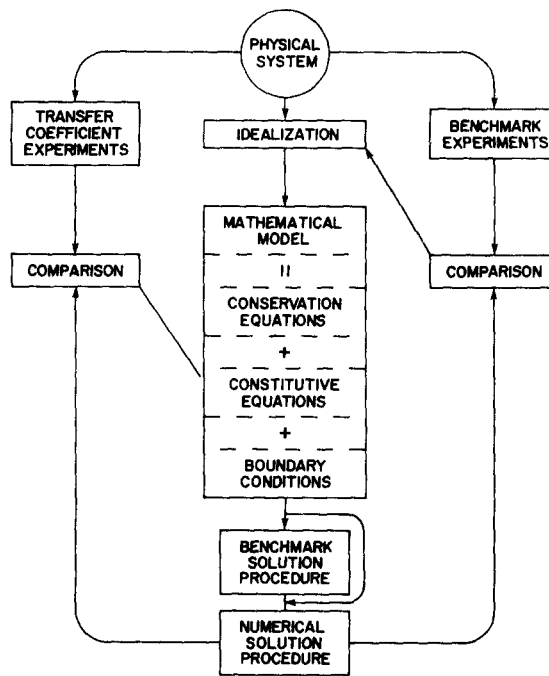 PHYSICAL
SYSTEM
TRANSFER
COEFFICIENT
EXPERIMENTS
IDEALIZATION
BENCHMARK
EXPERIMENTS
MATHEMATICAL
MODEL
=
CONSERVATION
EQUATIONS
+
CONSTITUTIVE
EQUATIONS
+
BOUNDARY
CONDITIONS
COMPARISON
COMPARISON
BENCHMARK
SOLUTION
PROCEDURE
NUMERICAL
SOLUTION
PROCEDURE